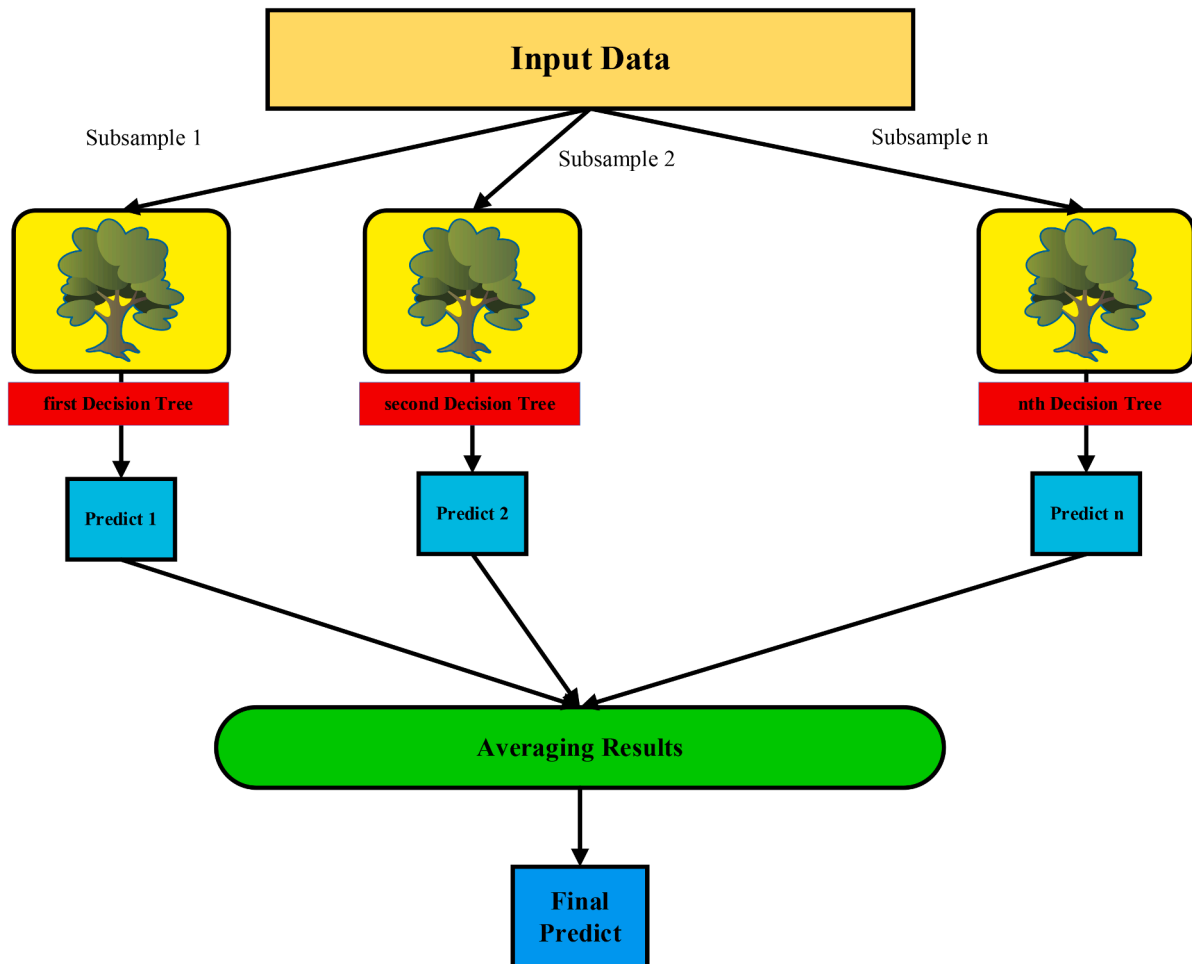 Input Data
Subsample 1
Subsample 2
Subsample n
first Decision Tree
second Decision Tree
nth Decision Tree
Predict 1
Predict 2
Predict n
Averaging Results
Final
Predict